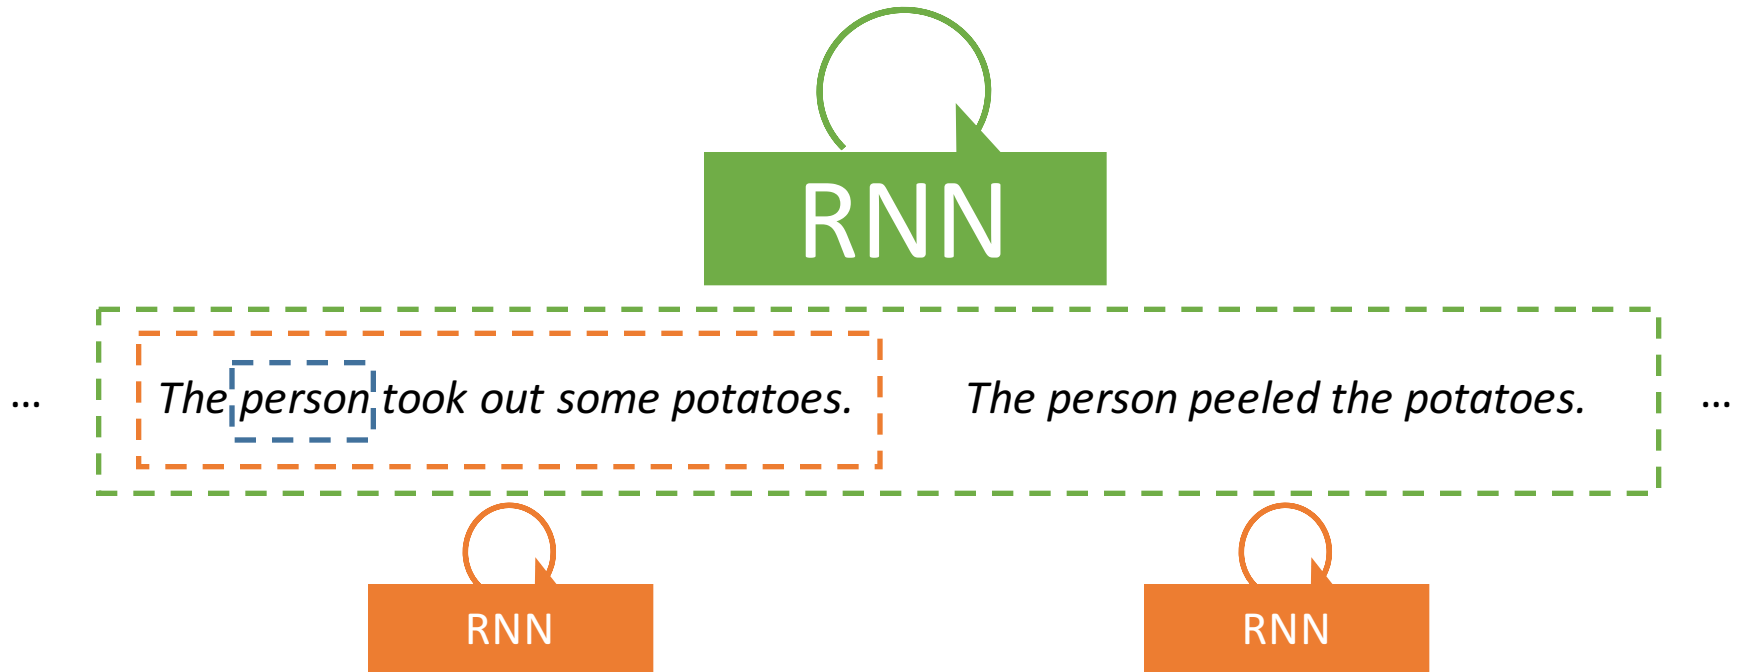 RNN
... The person took out some potatoes. The person peeled the potatoes. ...
RNN RNN